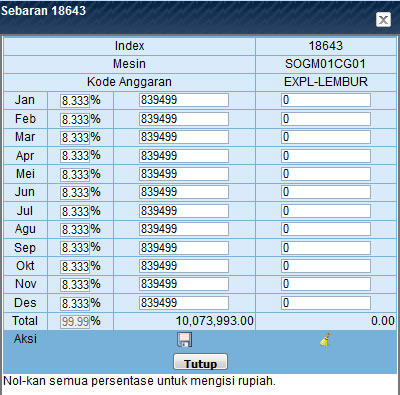 Sebaran 18643
Index 18643
Mesin SOGM01CG01
Kode Anggaran EXPL-LEMBUR
Jan 8.333% 839499 0
Feb 8.333% 839499 0
Mar 8.333% 839499 0
Apr 8.333% 839499 0
Mei 8.333% 839499 0
Jun 8.333% 839499 0
Jul 8.333% 839499 0
Agu 8.333% 839499 0
Sep 8.333% 839499 0
Okt 8.333% 839499 0
Nov 8.333% 839499 0
Des 8.333% 839499 0
Total 99.99% 10,073,993.00 0.00
Aksi
Tutup
Nol-kan semua persentase untuk mengisi rupiah.